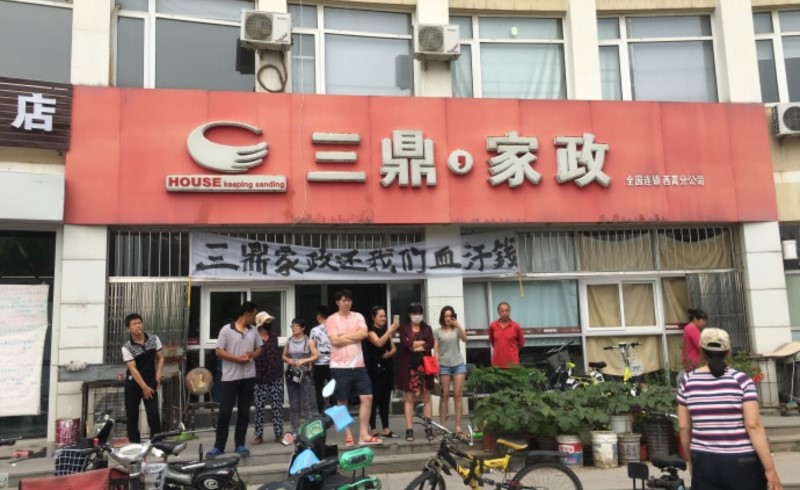 店
HOUSE keeping sanding
三鼎·家政
全国连锁 西青分公司
三鼎家政还我们血汗钱